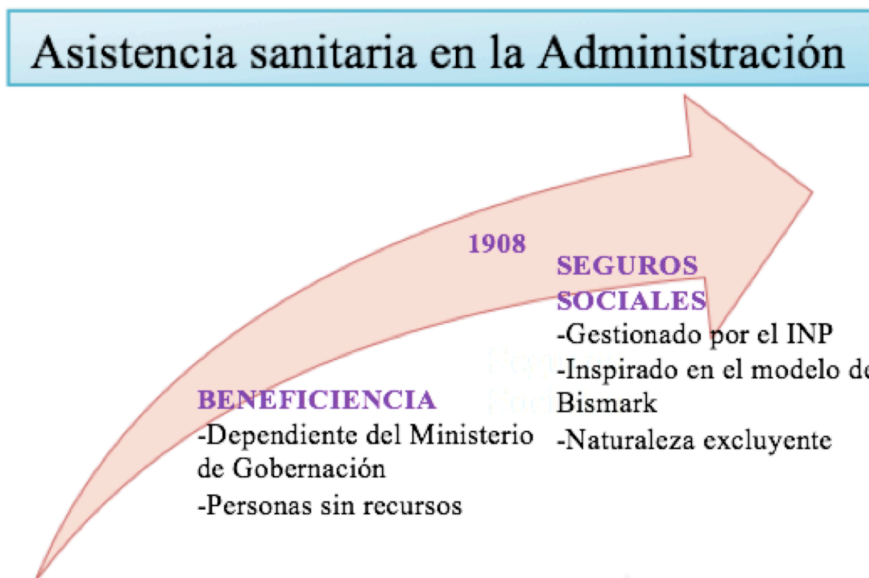 Asistencia sanitaria en la Administración
1908
SEGUROS
SOCIALES
-Gestionado por el INP
-Inspirado en el modelo de
Bismark
-Naturaleza excluyente
BENEFICIENCIA
-Dependiente del Ministerio
de Gobernación
-Personas sin recursos